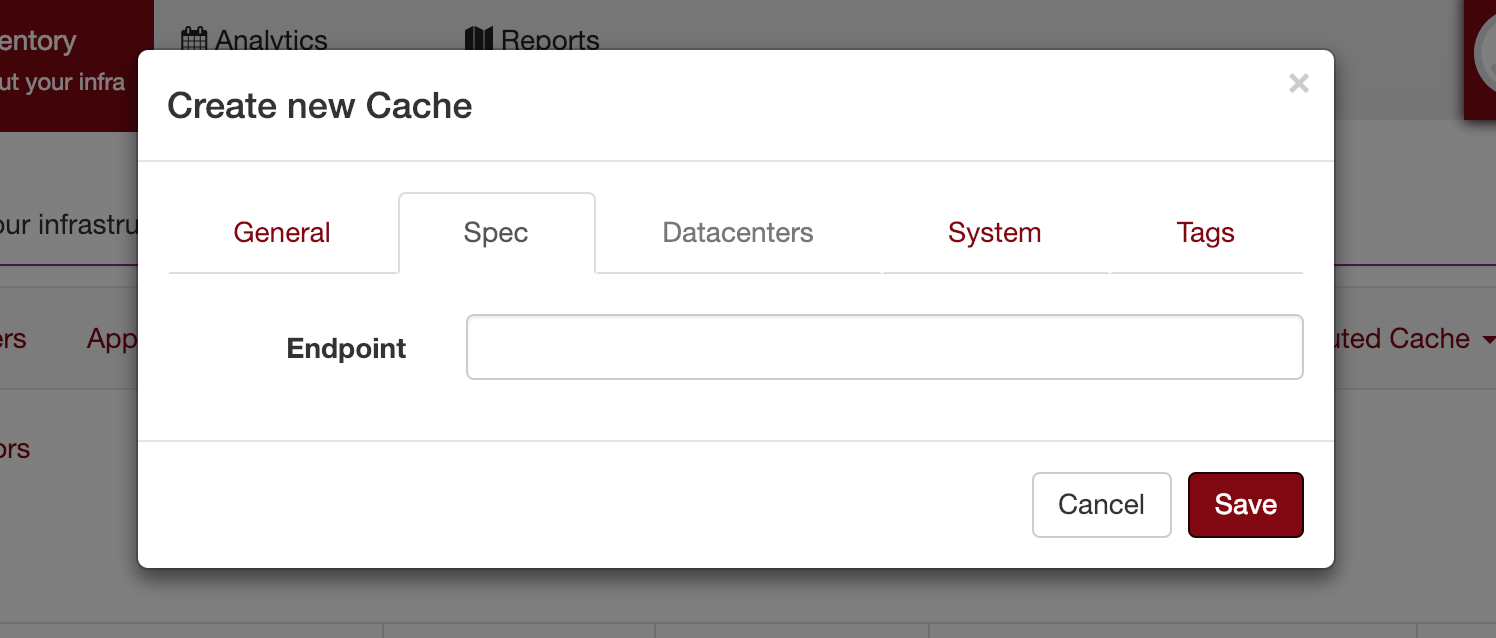 entory
Analytics
Reports
ut your infra
Create new Cache
×
our infrastru
General
Spec
Datacenters
System
Tags
ers
App
Endpoint
uted Cache
ors
Cancel
Save